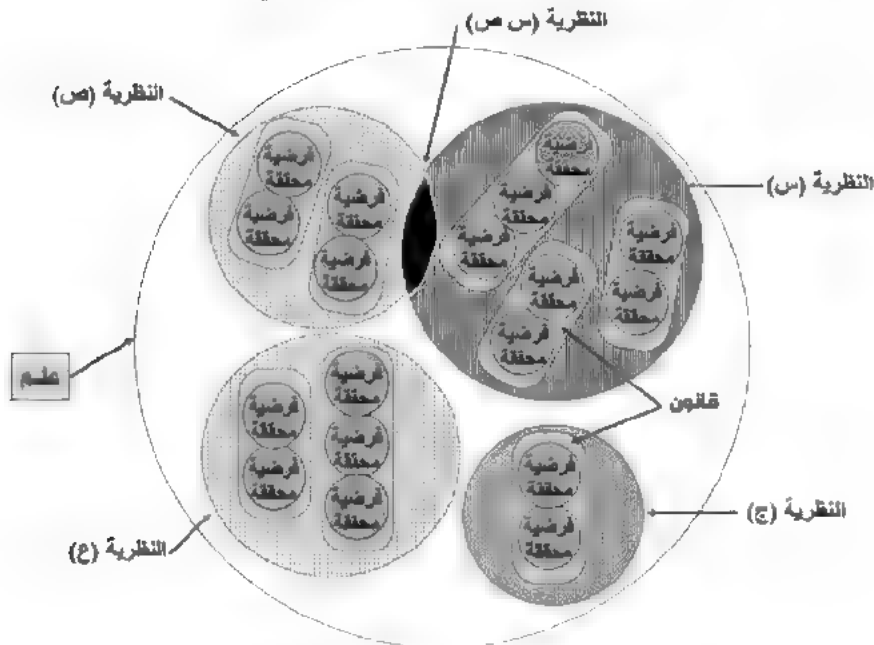 النظرية (س ص)
النظرية (ص)
فرضية
محققة
فرضية
محققة
فرضية
محققة
فرضية
محققة
النظرية (س)
فرضية
محققة
فرضية
محققة
فرضية
محققة
فرضية
محققة
فرضية
محققة
فرضية
محققة
فرضية
محققة
علم
قانون
فرضية
محققة
فرضية
محققة
فرضية
محققة
فرضية
محققة
فرضية
محققة
النظرية (ع)
فرضية
محققة
فرضية
محققة
النظرية (ج)